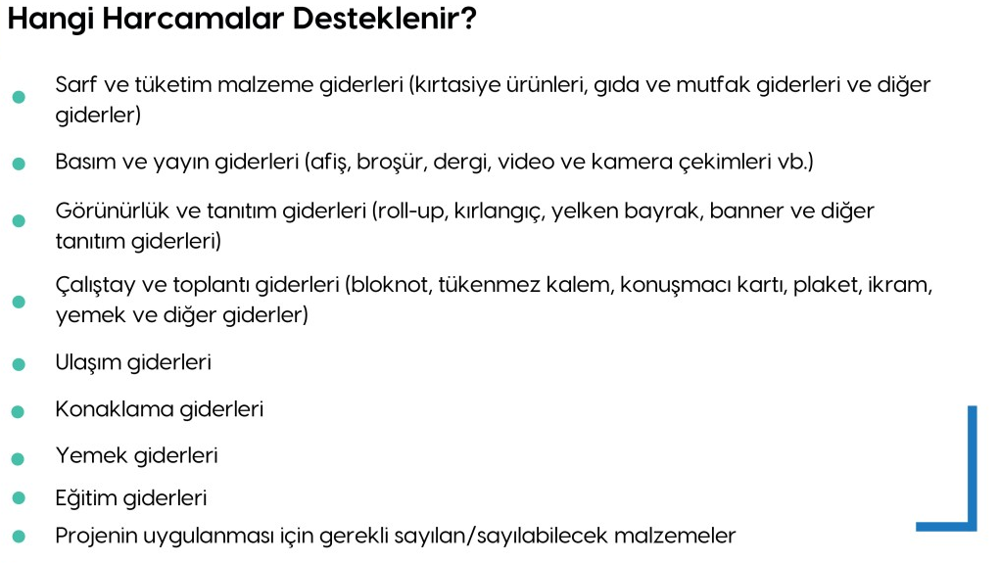 Hangi Harcamalar Desteklenir?
Sarf ve tüketim malzeme giderleri (kırtasiye ürünleri, gıda ve mutfak giderleri ve diğer
giderler)
Basım ve yayın giderleri (afiş, broşür, dergi, video ve kamera çekimleri vb.)
Görünürlük ve tanıtım giderleri (roll-up, kırlangıç, yelken bayrak, banner ve diğer
tanıtım giderleri)
Çalıştay ve toplantı giderleri (bloknot, tükenmez kalem, konuşmacı kartı, plaket, ikram,
yemek ve diğer giderler)
Ulaşım giderleri
Konaklama giderleri
Yemek giderleri
Eğitim giderleri
Projenin uygulanması için gerekli sayılan/sayılabilecek malzemeler